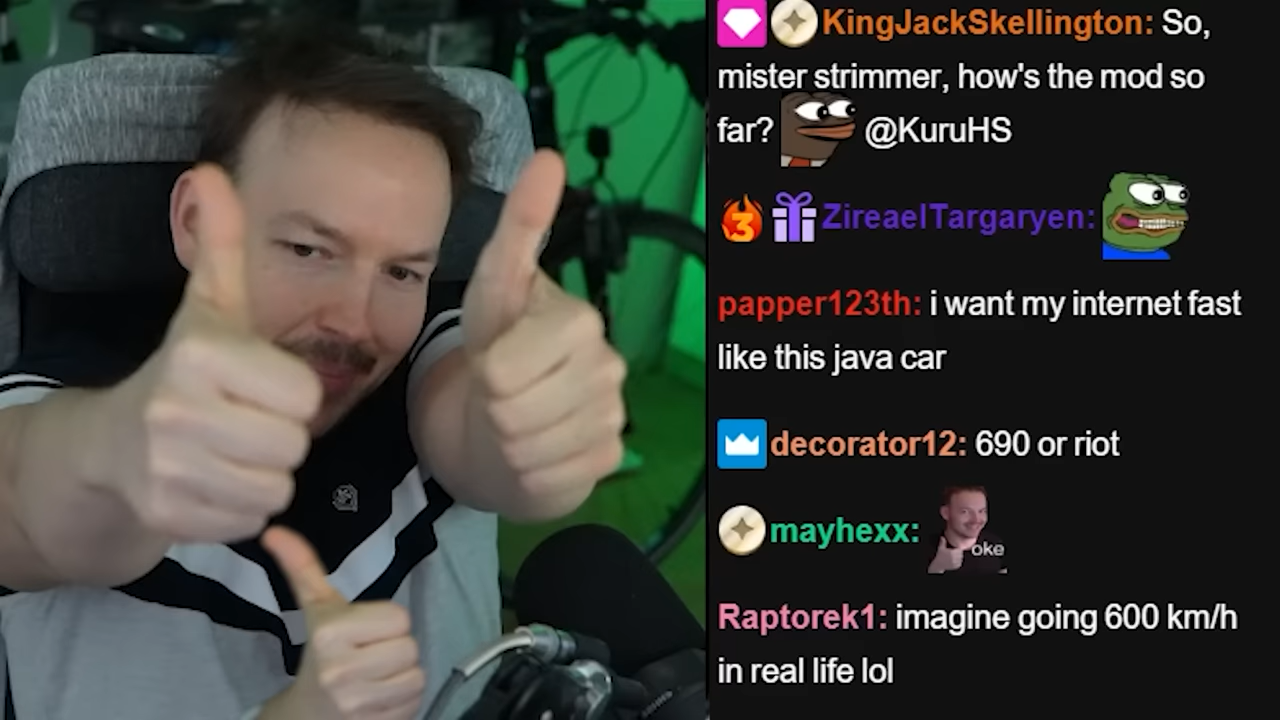 KingJackSkellington: So,
mister strimmer, how's the mod so
far? @KuruHS
3 ZireaelTargaryen:
papper123th: i want my internet fast
like this java car
decorator12: 690 or riot
mayhexx: oke
Raptorek1: imagine going 600 km/h
in real life lol